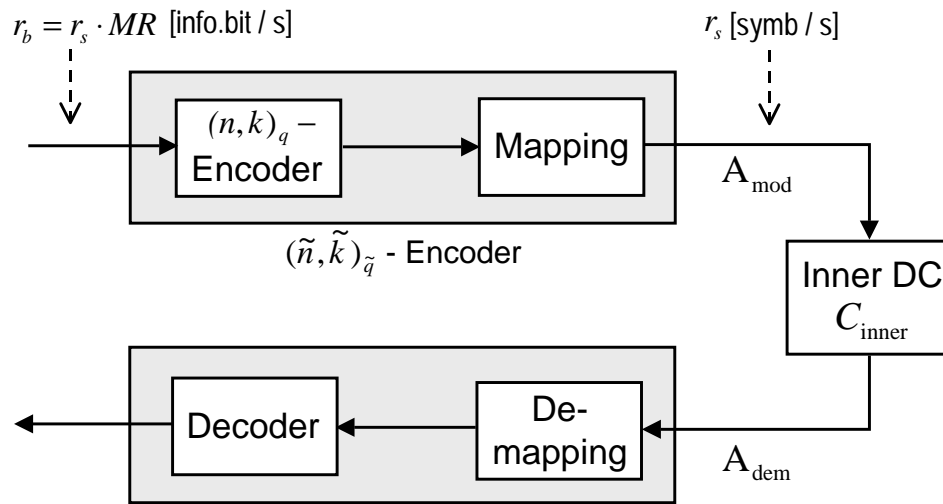 r_b = r_s · MR [info.bit / s]
r_s [symb / s]
(n, k)_q –
Encoder
Mapping
A_mod
(ñ, k̃)_q̃ - Encoder
Inner DC
C_inner
Decoder
De-
mapping
A_dem